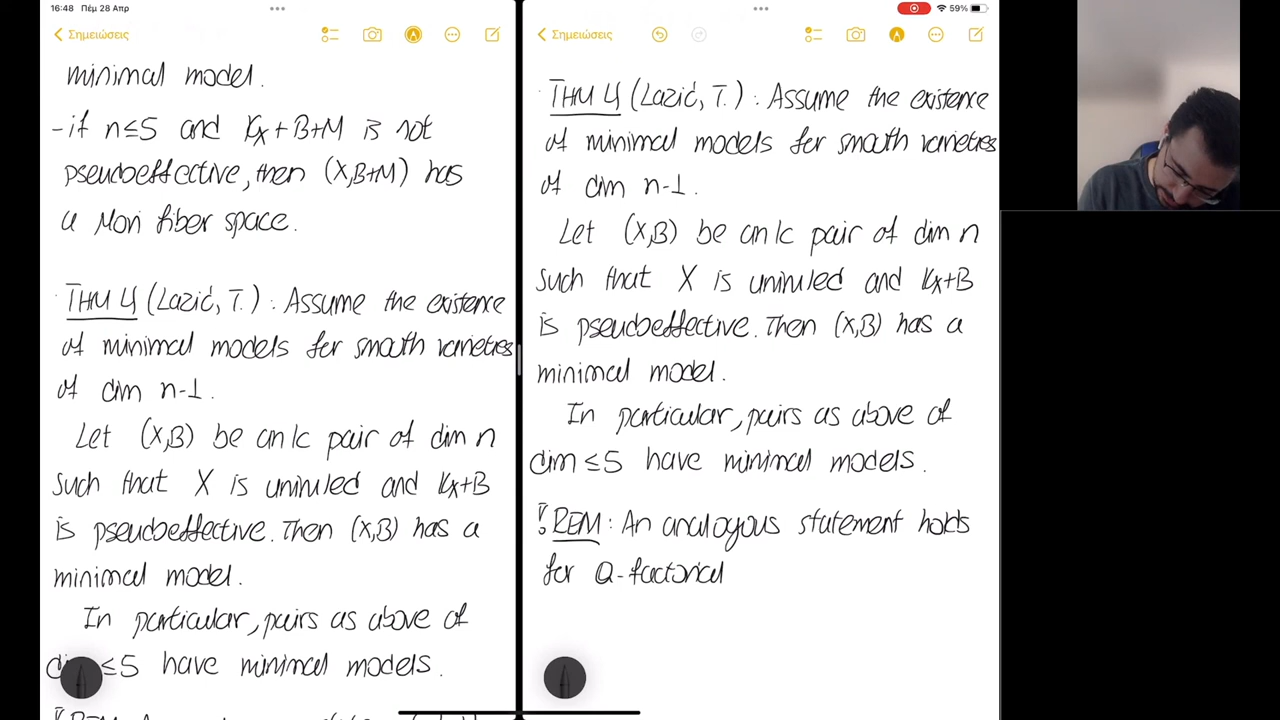 16:48 Πέμ 28 Απρ
59%
Σημειώσεις
minimal model.
- if n≤5 and Kx+B+M is not
pseudoeffective, then (X,B+M) has
a Mori fiber space.
THM 4 (Lazić, T.) : Assume the existence
of minimal models for smooth varieties
of dim n-1.
Let (X,B) be an lc pair of dim n
such that X is uniruled and Kx+B
is pseudoeffective. Then (X,B) has a
minimal model.
In particular, pairs as above of
≤5 have minimal models.
Σημειώσεις
THM 4 (Lazić, T.) : Assume the existence
of minimal models for smooth varieties
of dim n-1.
Let (X,B) be an lc pair of dim n
such that X is uniruled and Kx+B
is pseudoeffective. Then (X,B) has a
minimal model.
In particular, pairs as above of
dim ≤5 have minimal models.
! REM : An analogous statement holds
for Q-factorial